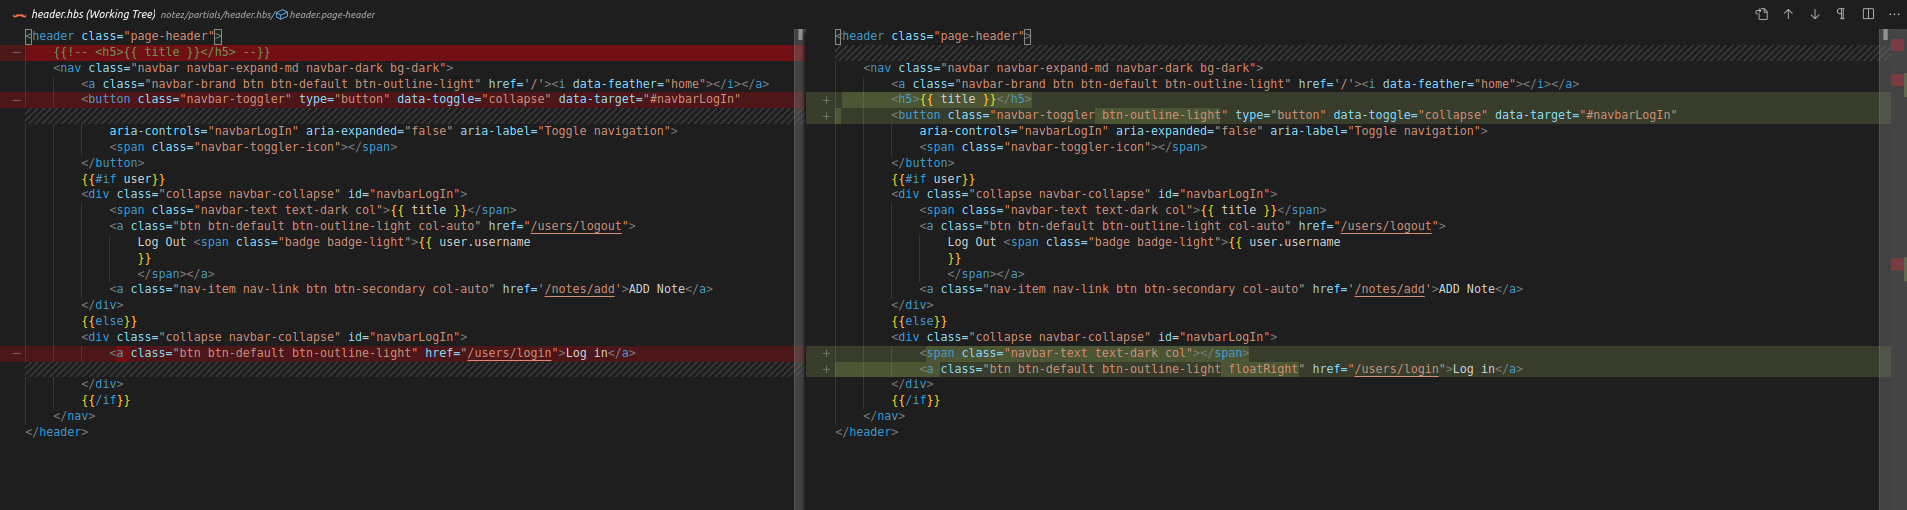 header.hbs (Working Tree) notez/partials/header.hbs/header.page-header
<header class="page-header">
{{!-- <h5>{{ title }}</h5> --}}
<nav class="navbar navbar-expand-md navbar-dark bg-dark">
<a class="navbar-brand btn btn-default btn-outline-light" href='/'><i data-feather="home"></i></a>
<button class="navbar-toggler" type="button" data-toggle="collapse" data-target="#navbarLogIn"
aria-controls="navbarLogIn" aria-expanded="false" aria-label="Toggle navigation">
<span class="navbar-toggler-icon"></span>
</button>
{{#if user}}
<div class="collapse navbar-collapse" id="navbarLogIn">
<span class="navbar-text text-dark col">{{ title }}</span>
<a class="btn btn-default btn-outline-light col-auto" href="/users/logout">
Log Out <span class="badge badge-light">{{ user.username
}}
</span></a>
<a class="nav-item nav-link btn btn-secondary col-auto" href='/notes/add'>ADD Note</a>
</div>
{{else}}
<div class="collapse navbar-collapse" id="navbarLogIn">
<a class="btn btn-default btn-outline-light" href="/users/login">Log in</a>
</div>
{{/if}}
</nav>
</header>
<header class="page-header">
<nav class="navbar navbar-expand-md navbar-dark bg-dark">
<a class="navbar-brand btn btn-default btn-outline-light" href='/'><i data-feather="home"></i></a>
<h5>{{ title }}</h5>
<button class="navbar-toggler btn-outline-light" type="button" data-toggle="collapse" data-target="#navbarLogIn"
aria-controls="navbarLogIn" aria-expanded="false" aria-label="Toggle navigation">
<span class="navbar-toggler-icon"></span>
</button>
{{#if user}}
<div class="collapse navbar-collapse" id="navbarLogIn">
<span class="navbar-text text-dark col">{{ title }}</span>
<a class="btn btn-default btn-outline-light col-auto" href="/users/logout">
Log Out <span class="badge badge-light">{{ user.username
}}
</span></a>
<a class="nav-item nav-link btn btn-secondary col-auto" href='/notes/add'>ADD Note</a>
</div>
{{else}}
<div class="collapse navbar-collapse" id="navbarLogIn">
<span class="navbar-text text-dark col"></span>
<a class="btn btn-default btn-outline-light floatRight" href="/users/login">Log in</a>
</div>
{{/if}}
</nav>
</header>